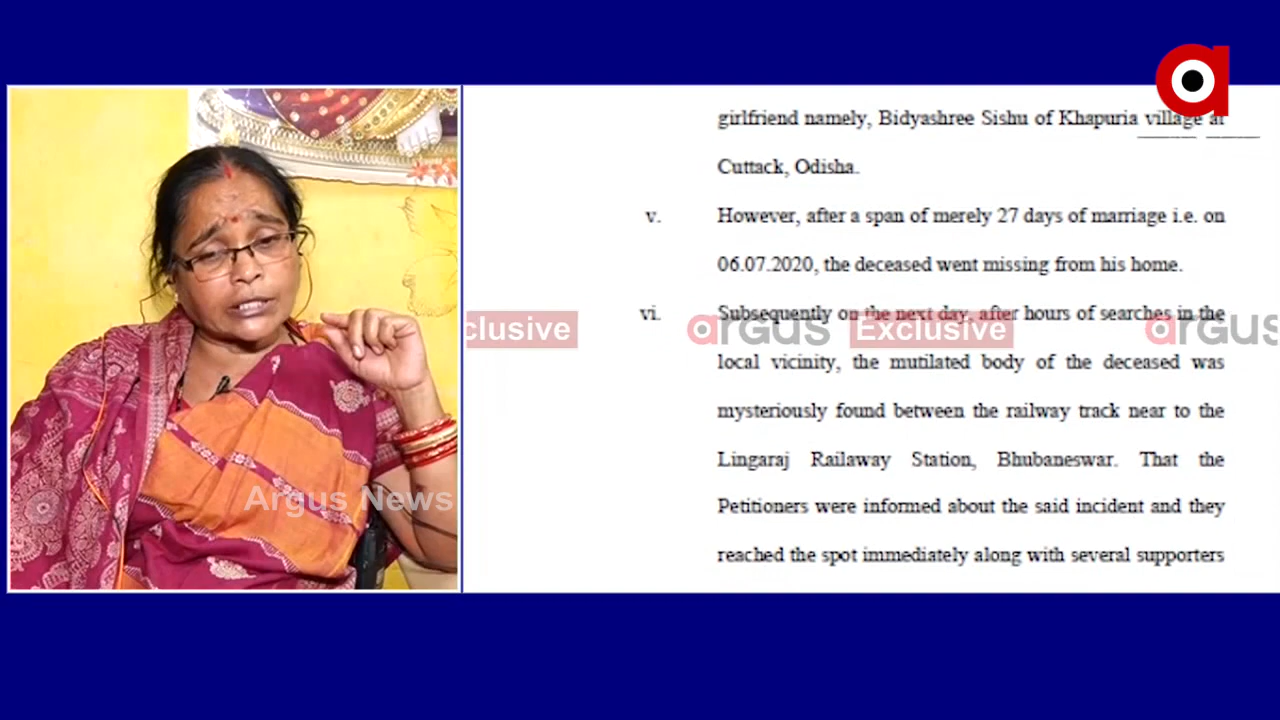 girlfriend namely, Bidyashree Sishu of Khapuria village at
Cuttack, Odisha.
v. However, after a span of merely 27 days of marriage i.e. on
06.07.2020, the deceased went missing from his home.
vi. Subsequently on the next day, after hours of searches in the
clusive argus Exclusive argus
local vicinity, the mutilated body of the deceased was
mysteriously found between the railway track near to the
Lingaraj Railaway Station, Bhubaneswar. That the
Petitioners were informed about the said incident and they
reached the spot immediately along with several supporters
Argus News